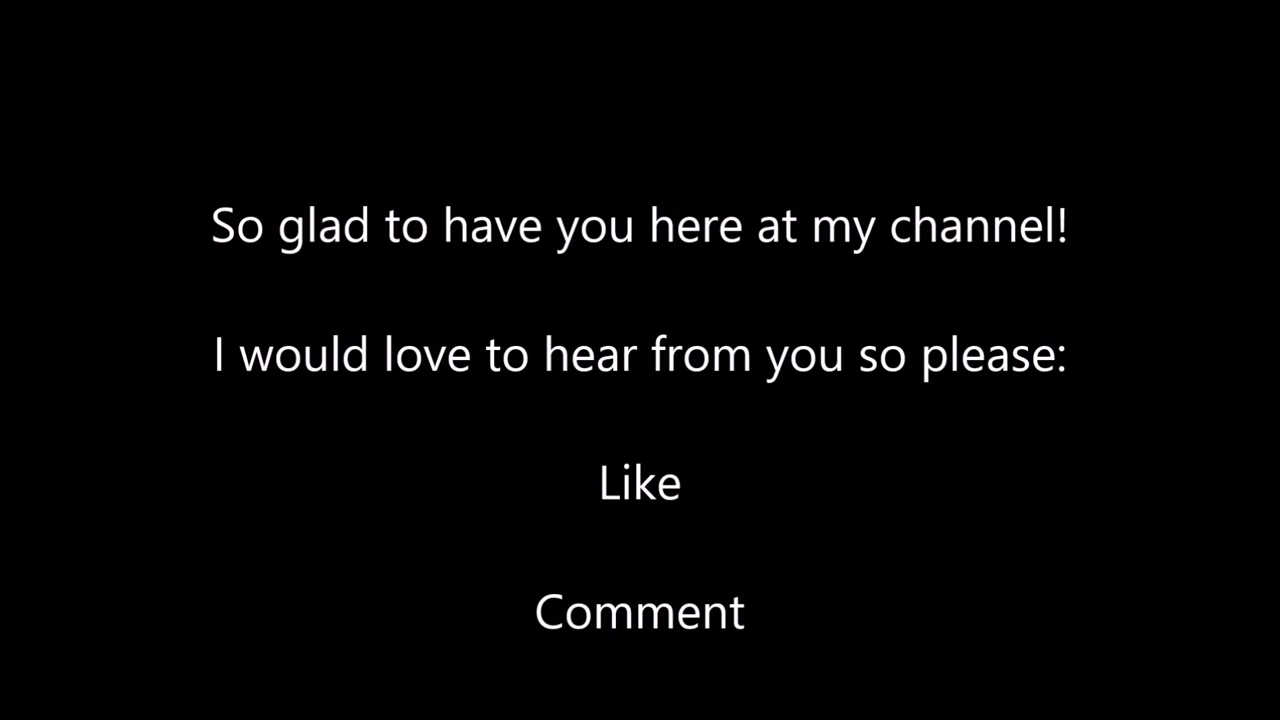 So glad to have you here at my channel!
I would love to hear from you so please:
Like
Comment